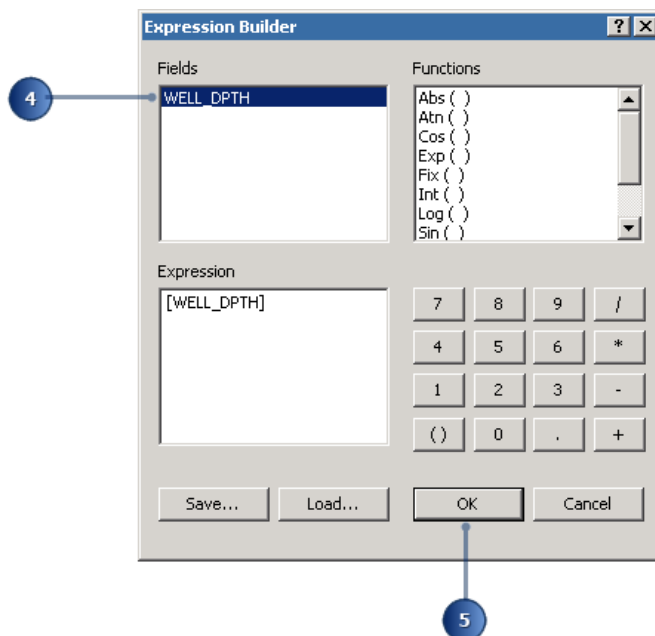 Expression Builder
? X
Fields
Functions
4
WELL_DPTH
Abs ( )
Atn ( )
Cos ( )
Exp ( )
Fix ( )
Int ( )
Log ( )
Sin ( )
Expression
[WELL_DPTH]
7 8 9 /
4 5 6 *
1 2 3 -
( ) 0 . +
Save... Load... OK Cancel
5